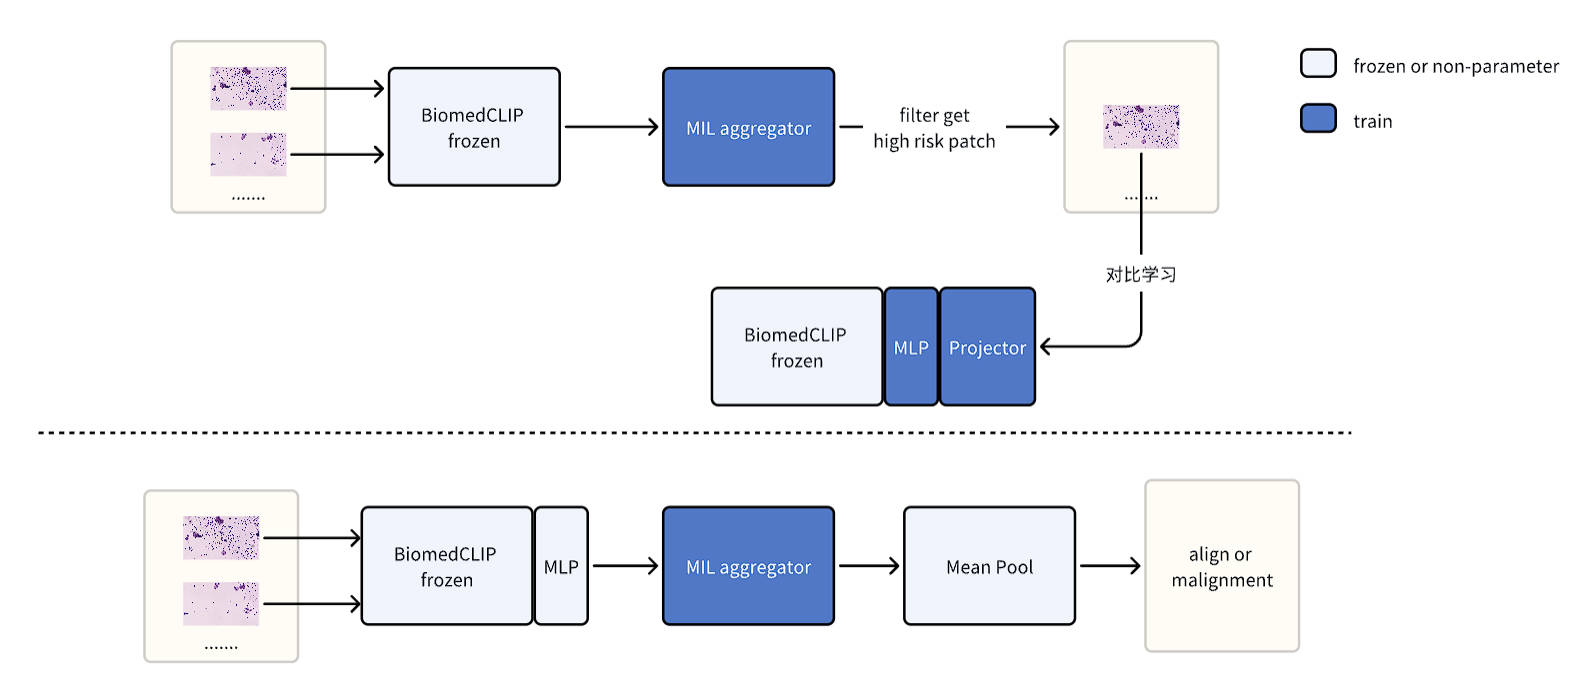 BiomedCLIP
frozen
MIL aggregator
filter get
high risk patch
.......
.......
frozen or non-parameter
train
对比学习
BiomedCLIP
frozen
MLP
Projector
BiomedCLIP
frozen
MLP
MIL aggregator
Mean Pool
align or
malignment
.......